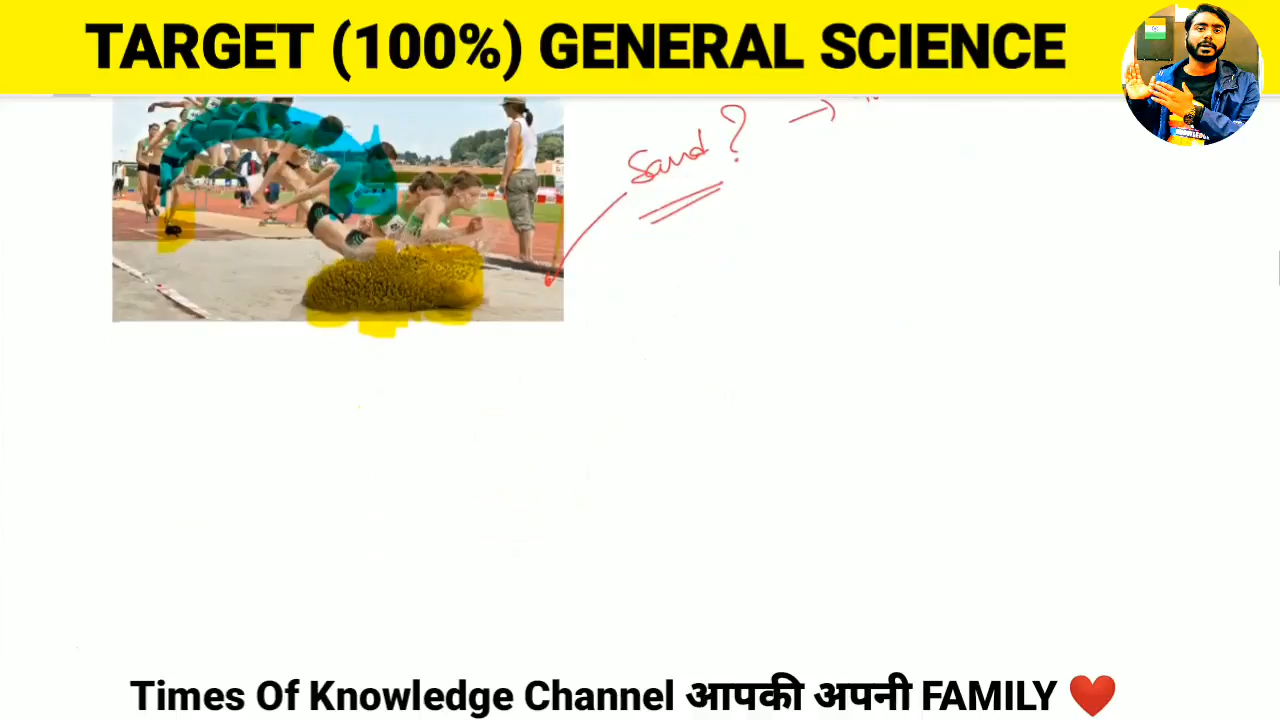 TARGET (100%) GENERAL SCIENCE
Sand ? →
Times Of Knowledge Channel आपकी अपनी FAMILY ❤️